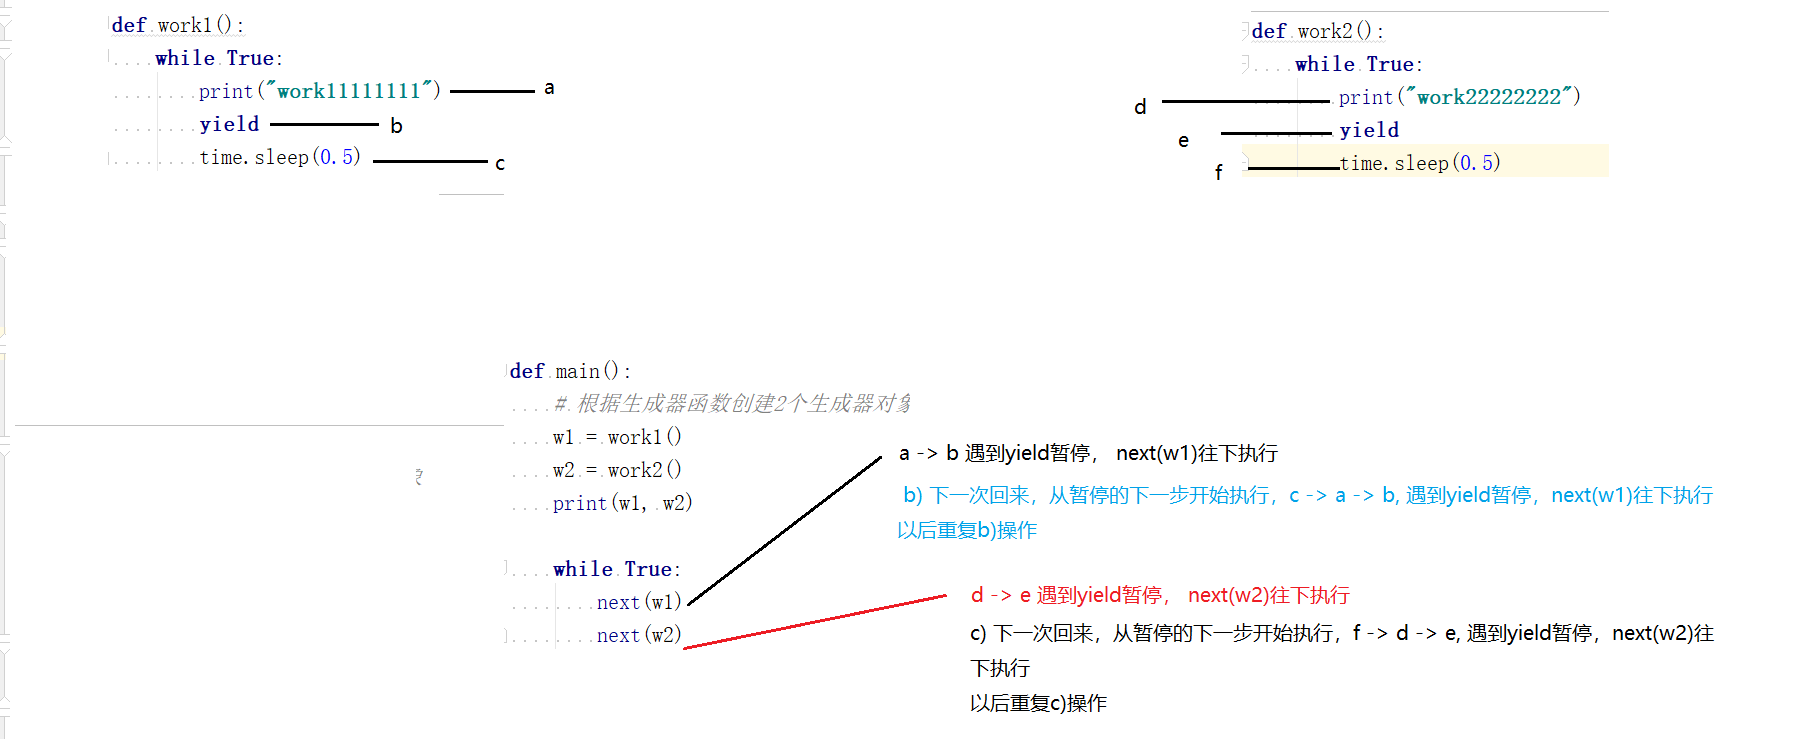 def work1():
while True:
print("work11111111")
a
yield
b
time.sleep(0.5)
c
def work2():
while True:
d
print("work22222222")
e
yield
f
time.sleep(0.5)
def main():
# 根据生成器函数创建2个生成器对象
w1 = work1()
w2 = work2()
print(w1, w2)
while True:
next(w1)
next(w2)
a -> b 遇到yield暂停， next(w1)往下执行
b) 下一次回来，从暂停的下一步开始执行，c -> a -> b, 遇到yield暂停，next(w1)往下执行
以后重复b)操作
d -> e 遇到yield暂停， next(w2)往下执行
c) 下一次回来，从暂停的下一步开始执行，f -> d -> e, 遇到yield暂停，next(w2)往
下执行
以后重复c)操作